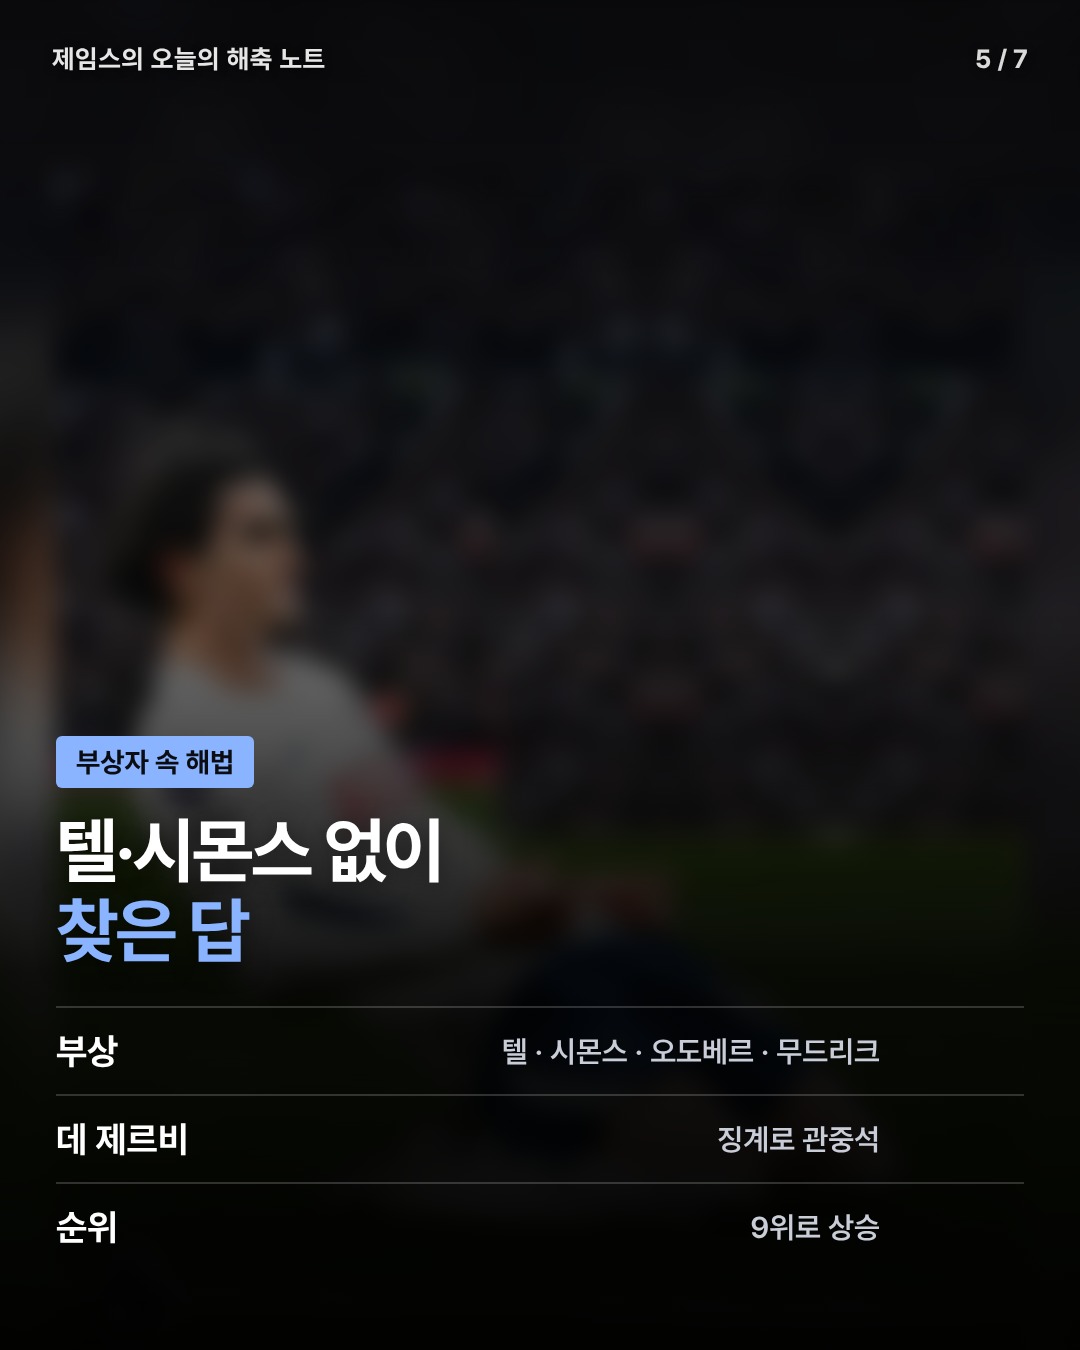 제임스의 오늘의 해축 노트
5 / 7
부상자 속 해법
텔·시몬스 없이
찾은 답
부상 텔 · 시몬스 · 오도베르 · 무드리크
데 제르비 징계로 관중석
순위 9위로 상승